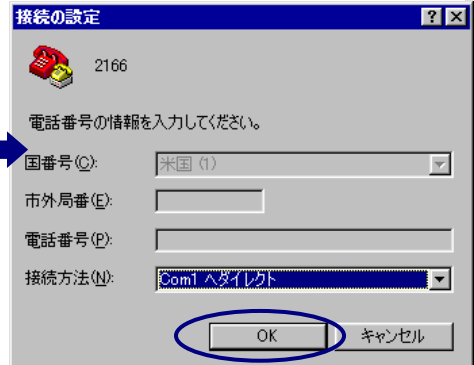 接続の設定
2166
電話番号の情報を入力してください。
国番号(C): 米国 (1)
市外局番(E):
電話番号(P):
接続方法(N): Com1 へダイレクト
OK キャンセル